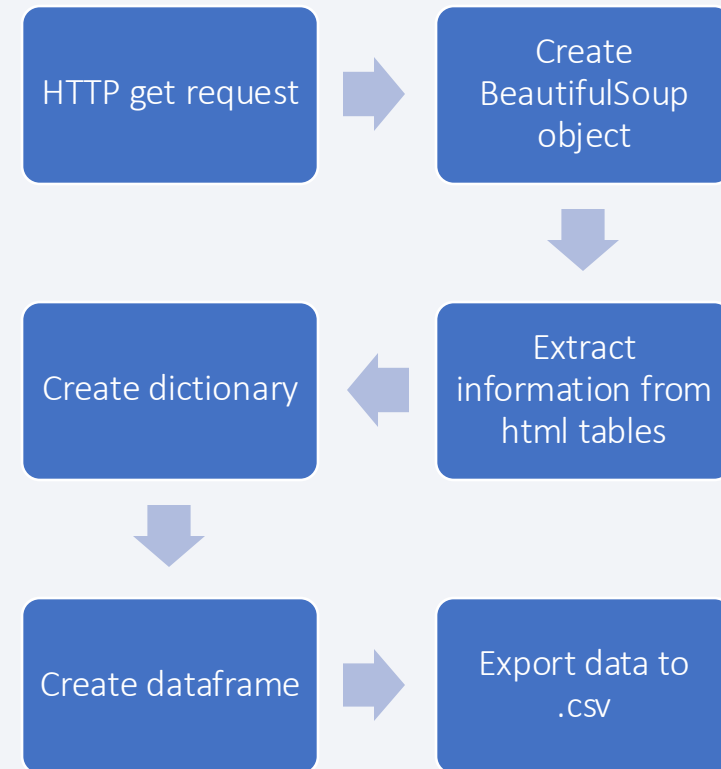 HTTP get request
Create
BeautifulSoup
object
Extract
information from
html tables
Create dictionary
Create dataframe
Export data to
.csv